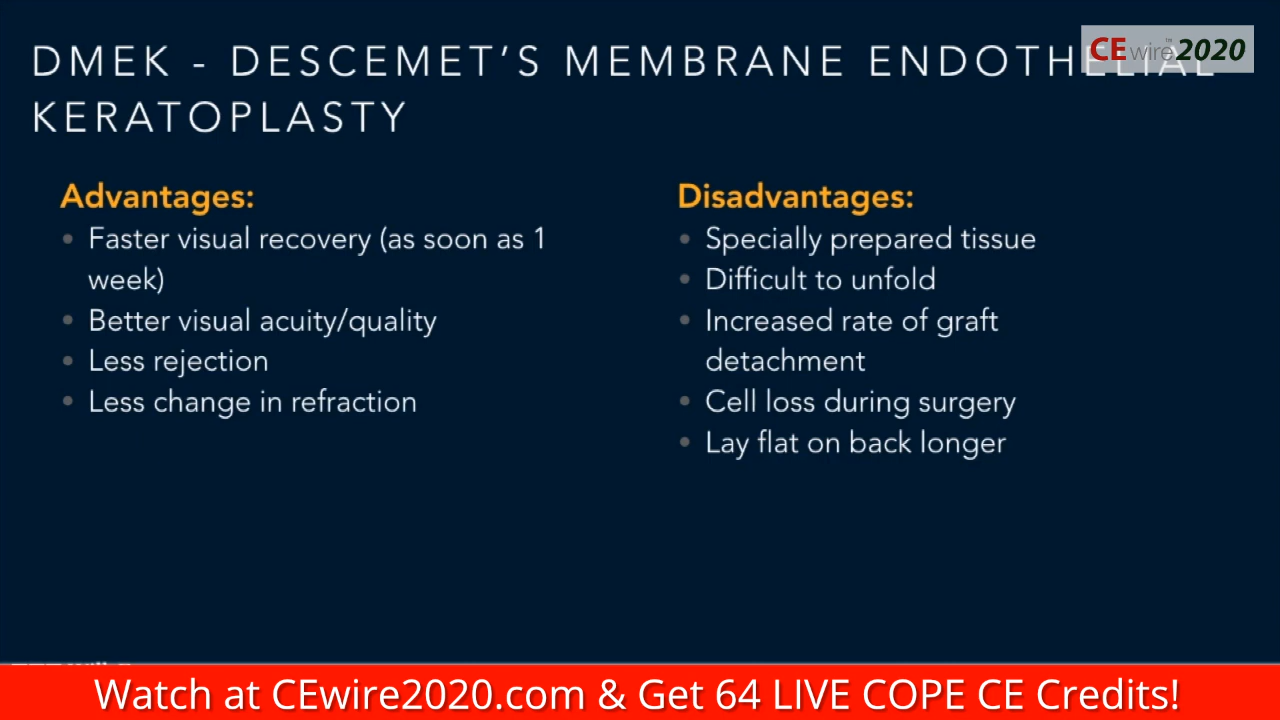 DMEK - DESCEMET’S MEMBRANE ENDOTHELIAL
KERATOPLASTY
CEwire™2020
Advantages:
• Faster visual recovery (as soon as 1
week)
• Better visual acuity/quality
• Less rejection
• Less change in refraction
Disadvantages:
• Specially prepared tissue
• Difficult to unfold
• Increased rate of graft
detachment
• Cell loss during surgery
• Lay flat on back longer
Watch at CEwire2020.com & Get 64 LIVE COPE CE Credits!